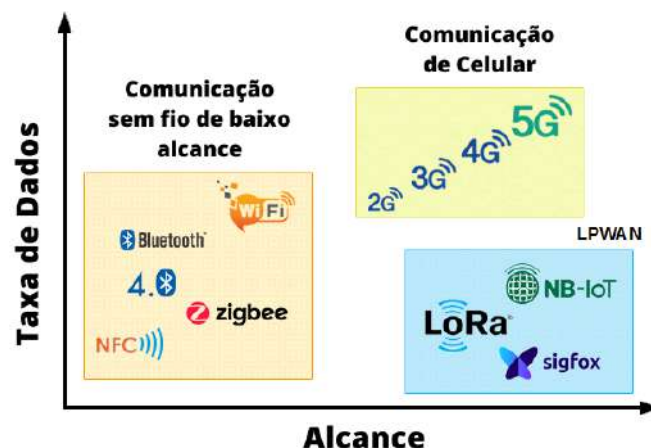 Comunicação
de Celular
Comunicação
sem fio de baixo
alcance
5G
4G
3G
2G
WiFi
Bluetooth
4.0
zigbee
NFC
LPWAN
NB-IoT
LoRa
sigfox
Taxa de Dados
Alcance